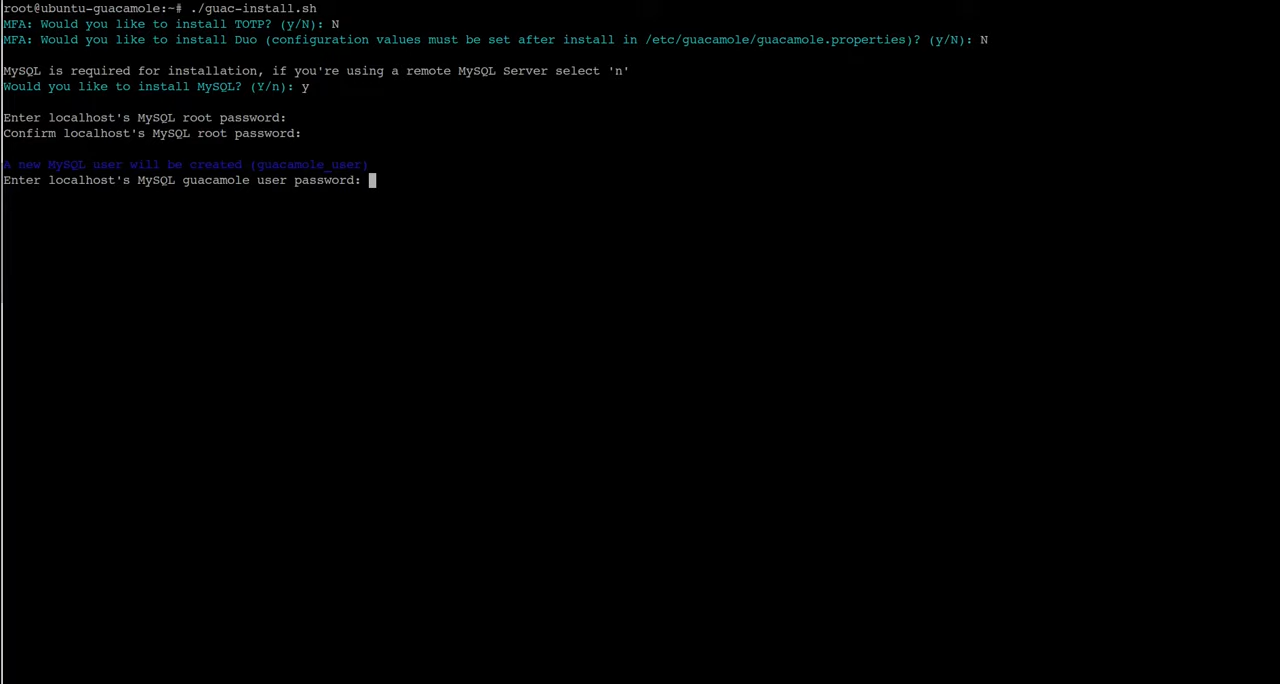 root@ubuntu-guacamole:~# ./guac-install.sh
MFA: Would you like to install TOTP? (y/N): N
MFA: Would you like to install Duo (configuration values must be set after install in /etc/guacamole/guacamole.properties)? (y/N): N
MySQL is required for installation, if you're using a remote MySQL Server select 'n'
Would you like to install MySQL? (Y/n): y
Enter localhost's MySQL root password:
Confirm localhost's MySQL root password:
A new MySQL user will be created (guacamole_user)
Enter localhost's MySQL guacamole user password: